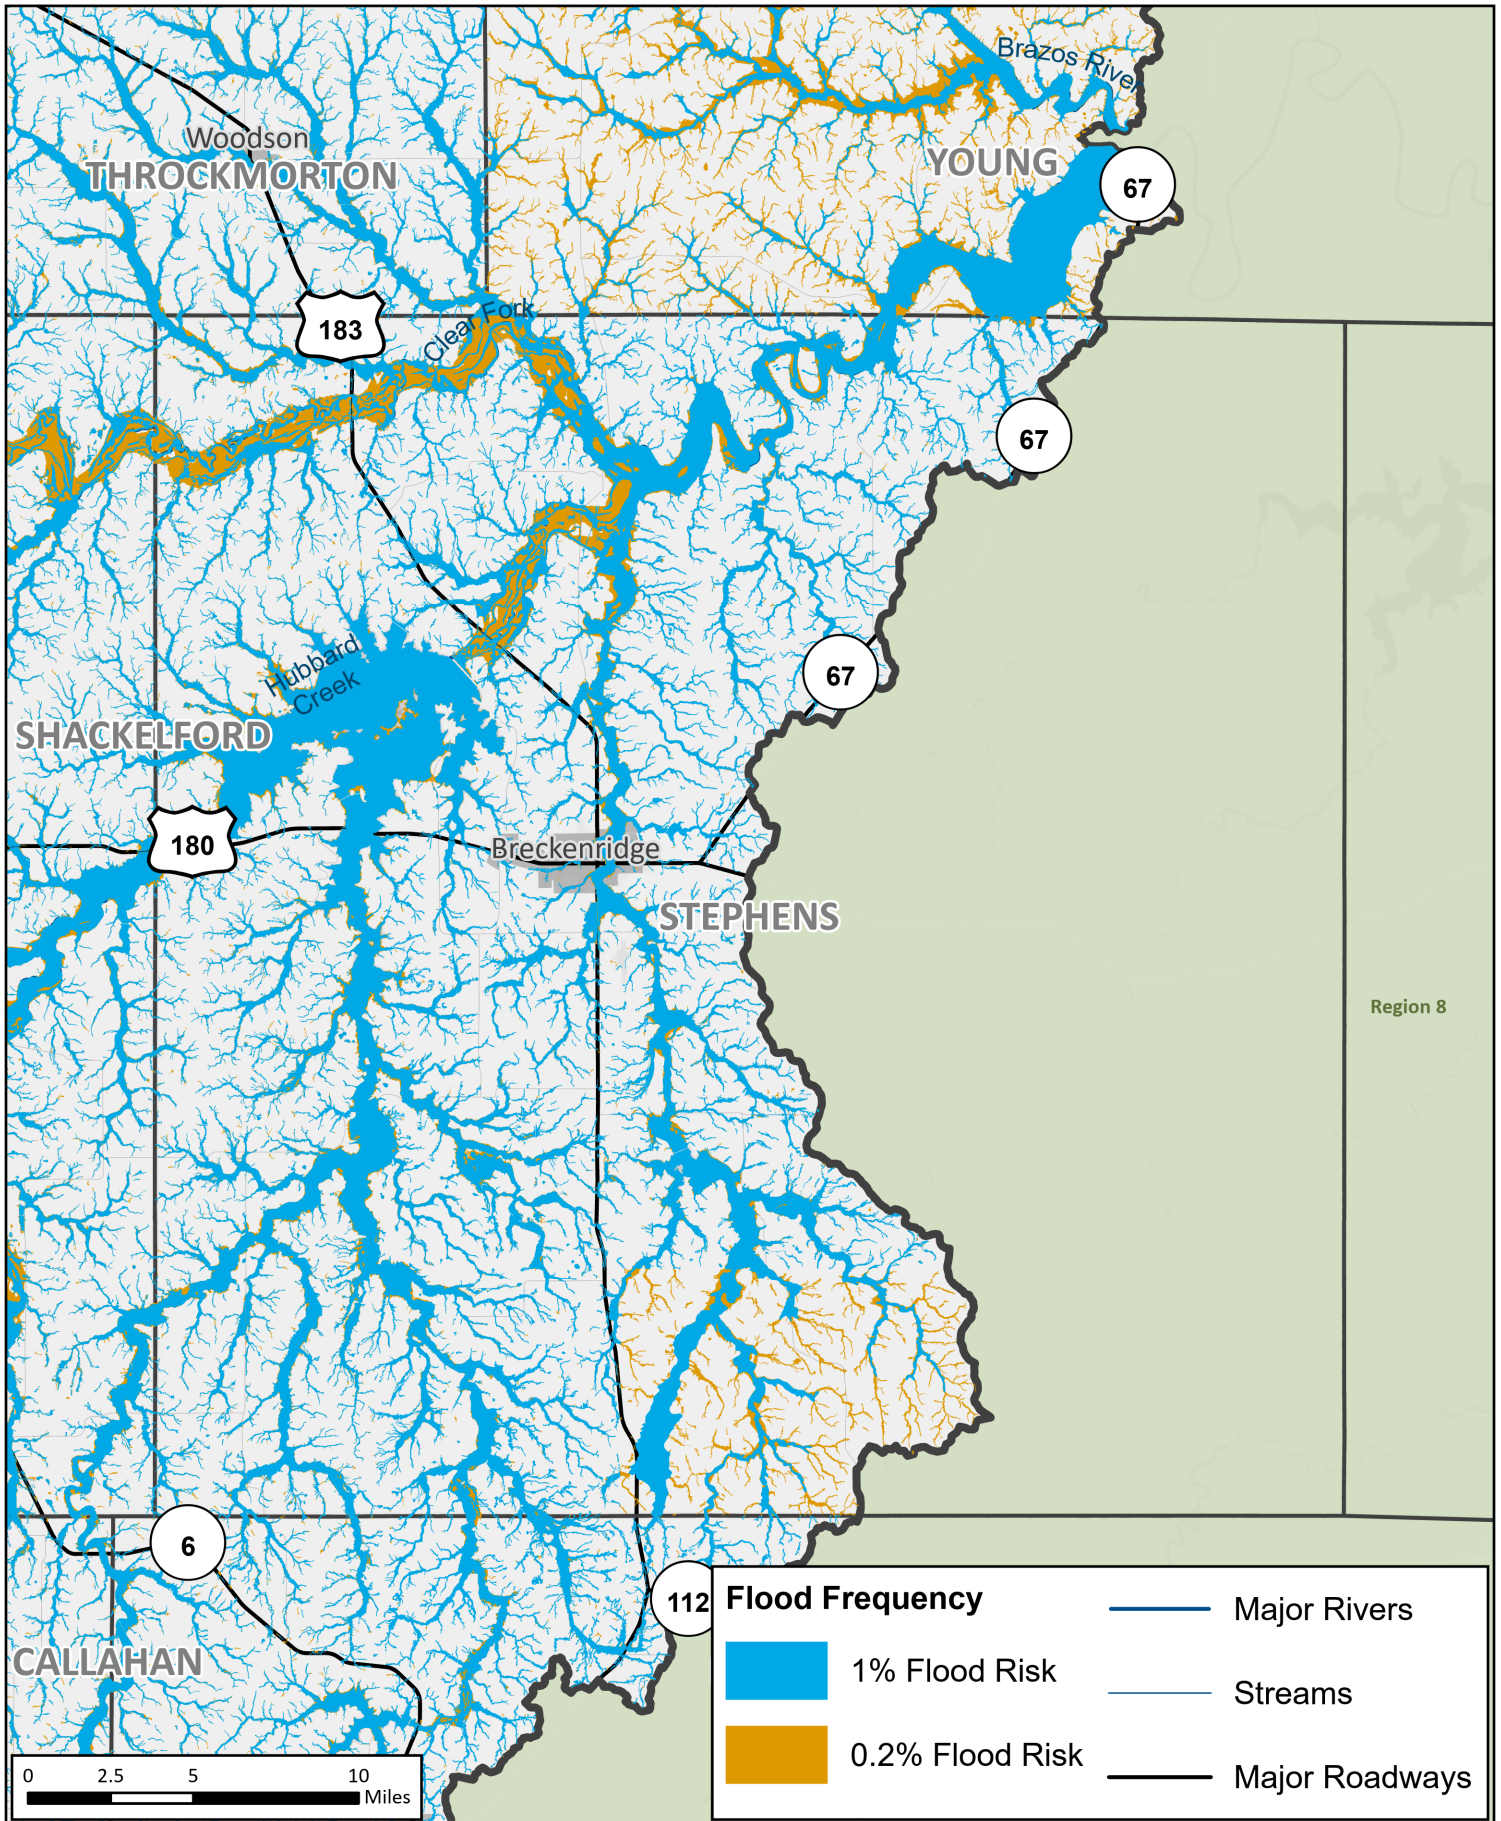 Brazos River
Woodson
THROCKMORTON
YOUNG
67
183
Clear Fork
67
Hubbard
Creek
67
SHACKELFORD
180
Breckenridge
STEPHENS
Region 8
6
112
CALLAHAN
Flood Frequency
1% Flood Risk
0.2% Flood Risk
Major Rivers
Streams
Major Roadways
0 2.5 5 10
Miles